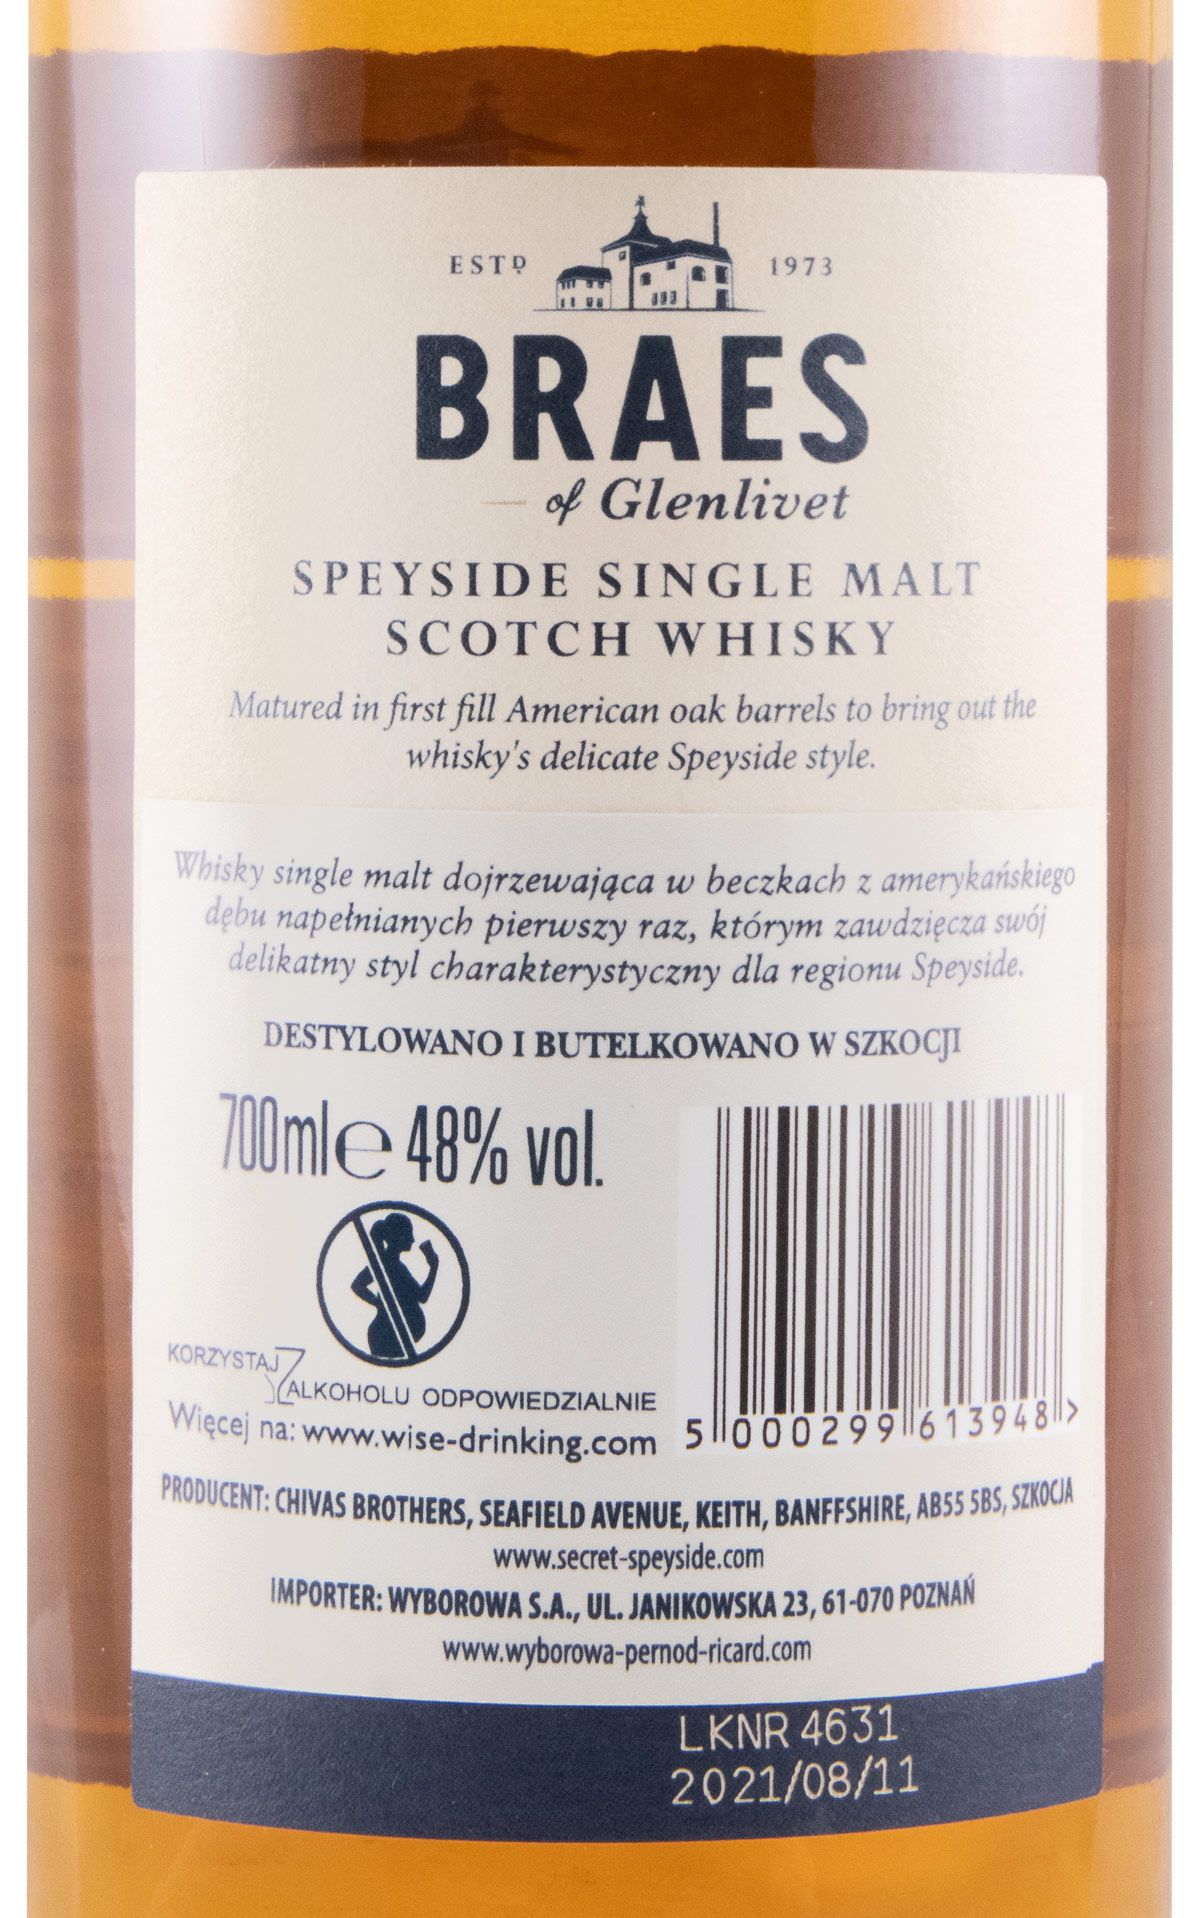 ESTD 1973
BRAES
of Glenlivet
SPEYSIDE SINGLE MALT
SCOTCH WHISKY
Matured in first fill American oak barrels to bring out the
whisky's delicate Speyside style.
Whisky single malt dojrzewająca w beczkach z amerykańskiego
dębu napełnianych pierwszy raz, którym zawdzięcza swój
delikatny styl charakterystyczny dla regionu Speyside.
DESTYLOWANO I BUTELKOWANO W SZKOCJI
700ml℮ 48% vol.
KORZYSTAJ Z
ALKOHOLU ODPOWIEDZIALNIE
Więcej na: www.wise-drinking.com
5 000299 613948 >
PRODUCENT: CHIVAS BROTHERS, SEAFIELD AVENUE, KEITH, BANFFSHIRE, AB55 5BS, SZKOCJA
www.secret-speyside.com
IMPORTER: WYBOROWA S.A., UL. JANIKOWSKA 23, 61-070 POZNAŃ
www.wyborowa-pernod-ricard.com
LKNR4631
2021/08/11